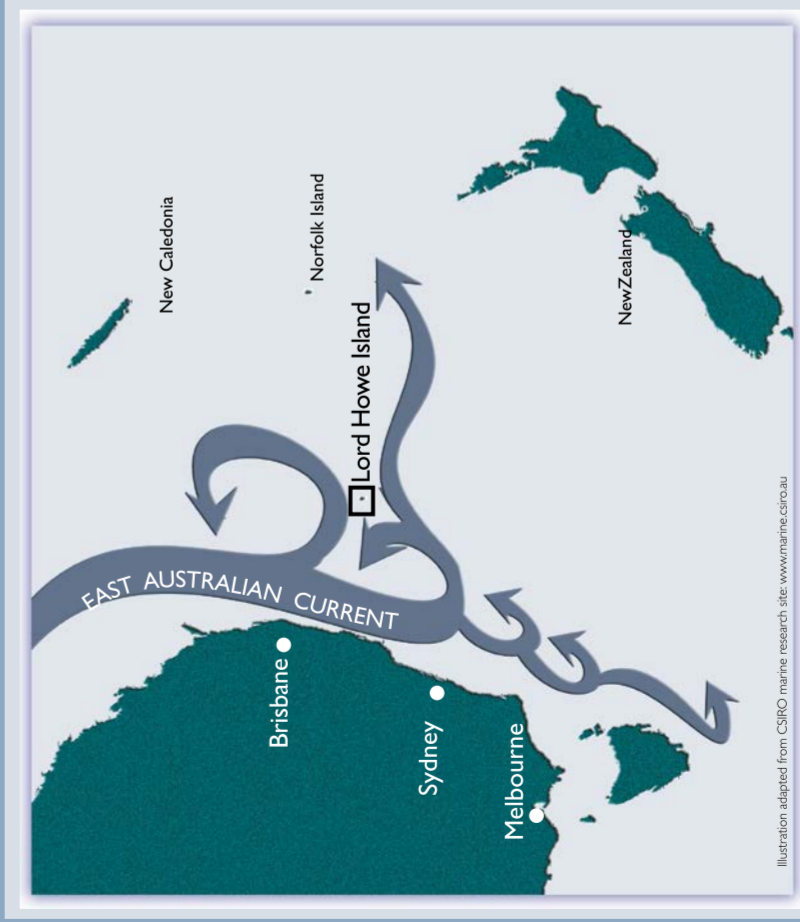 New Caledonia
Norfolk Island
Lord Howe Island
EAST AUSTRALIAN CURRENT
Brisbane
Sydney
Melbourne
NewZealand
Illustration adapted from CSIRO marine research site: www.marine.csiro.au